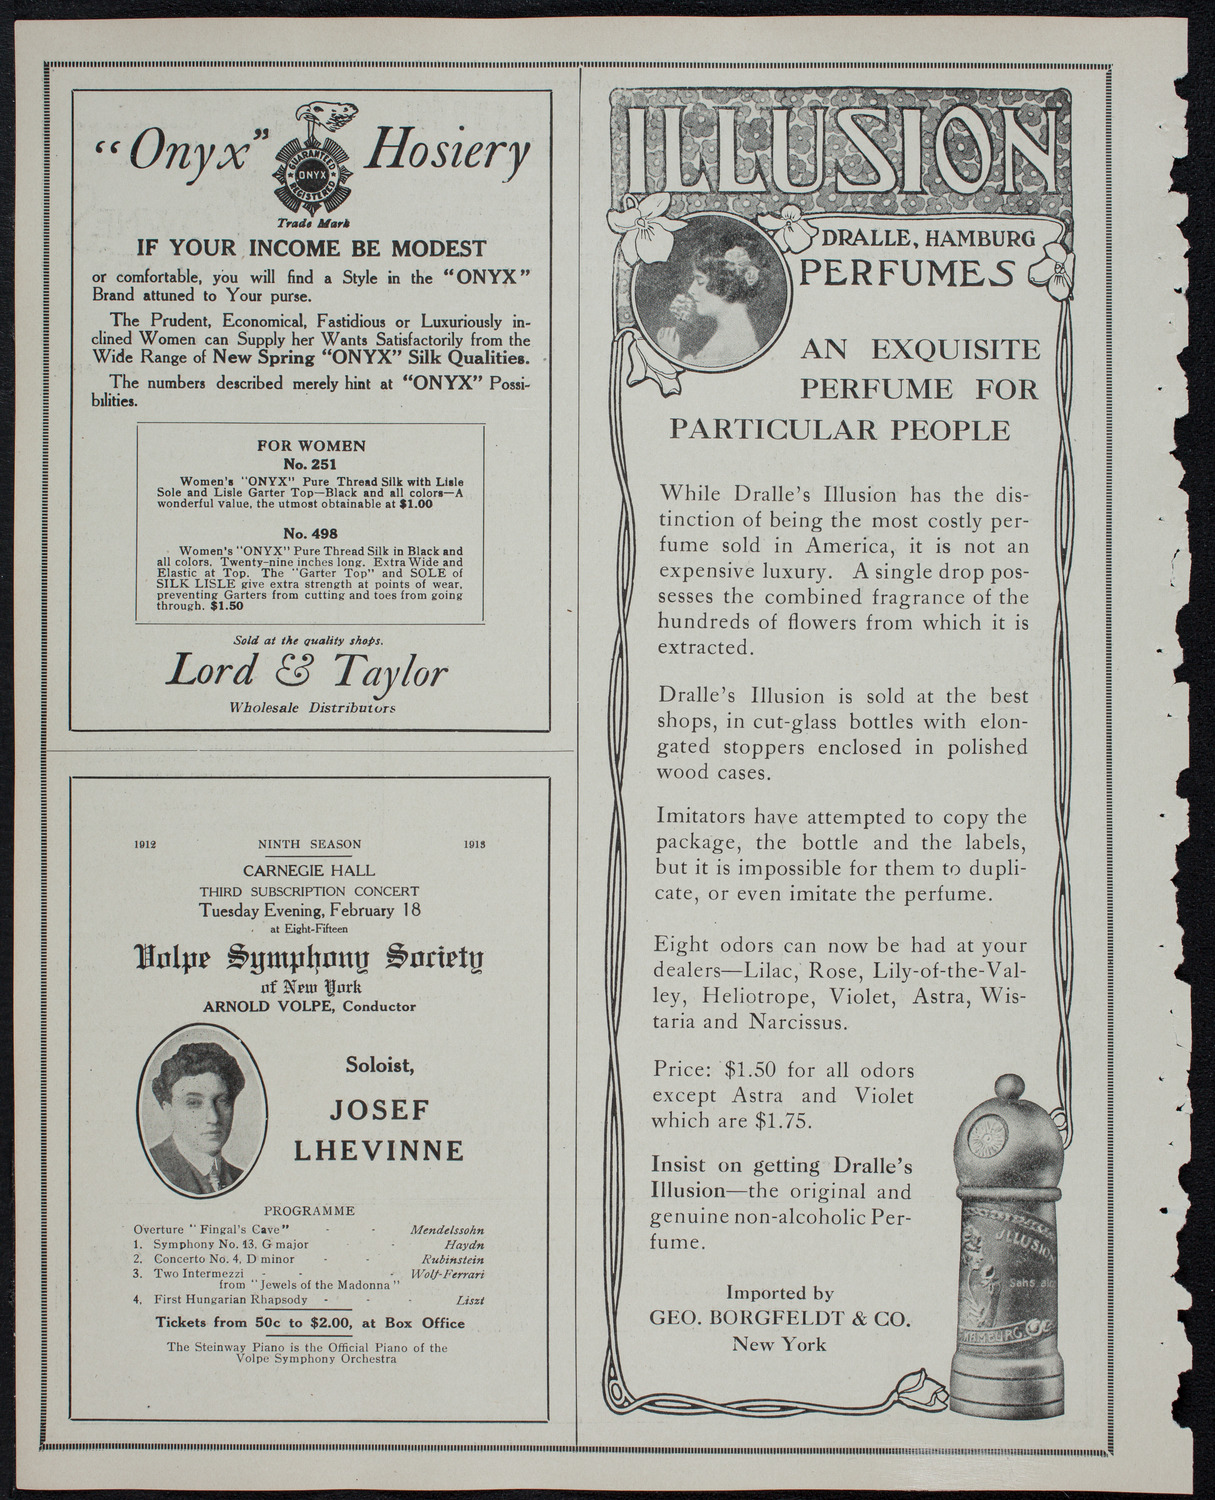 "Onyx" Hosiery
GUARANTEED
ONYX
REGISTERED
Trade Mark
IF YOUR INCOME BE MODEST
or comfortable, you will find a Style in the "ONYX"
Brand attuned to Your purse.
The Prudent, Economical, Fastidious or Luxuriously in-
clined Women can Supply her Wants Satisfactorily from the
Wide Range of New Spring "ONYX" Silk Qualities.
The numbers described merely hint at "ONYX" Possi-
bilities.
FOR WOMEN
No. 251
Women's "ONYX" Pure Thread Silk with Lisle
Sole and Lisle Garter Top—Black and all colors—A
wonderful value, the utmost obtainable at $1.00
No. 498
Women's "ONYX" Pure Thread Silk in Black and
all colors. Twenty-nine inches long. Extra Wide and
Elastic at Top. The "Garter Top" and SOLE of
SILK LISLE give extra strength at points of wear,
preventing Garters from cutting and toes from going
through. $1.50
Sold at the quality shops.
Lord & Taylor
Wholesale Distributors
1912 NINTH SEASON 1913
CARNEGIE HALL
THIRD SUBSCRIPTION CONCERT
Tuesday Evening, February 18
at Eight-Fifteen
Volpe Symphony Society
of New York
ARNOLD VOLPE, Conductor
Soloist,
JOSEF
LHEVINNE
PROGRAMME
Overture "Fingal's Cave" - - Mendelssohn
1. Symphony No. 13, G major Haydn
2. Concerto No. 4, D minor - - Rubinstein
3. Two Intermezzi - - - Wolf-Ferrari
from "Jewels of the Madonna"
4. First Hungarian Rhapsody - - - Liszt
Tickets from 50c to $2.00, at Box Office
The Steinway Piano is the Official Piano of the
Volpe Symphony Orchestra
ILLUSION
DRALLE, HAMBURG
PERFUMES
AN EXQUISITE
PERFUME FOR
PARTICULAR PEOPLE
While Dralle's Illusion has the dis-
tinction of being the most costly per-
fume sold in America, it is not an
expensive luxury. A single drop pos-
sesses the combined fragrance of the
hundreds of flowers from which it is
extracted.
Dralle's Illusion is sold at the best
shops, in cut-glass bottles with elon-
gated stoppers enclosed in polished
wood cases.
Imitators have attempted to copy the
package, the bottle and the labels,
but it is impossible for them to dupli-
cate, or even imitate the perfume.
Eight odors can now be had at your
dealers—Lilac, Rose, Lily-of-the-Val-
ley, Heliotrope, Violet, Astra, Wis-
taria and Narcissus.
Price: $1.50 for all odors
except Astra and Violet
which are $1.75.
Insist on getting Dralle's
Illusion—the original and
genuine non-alcoholic Per-
fume.
Imported by
GEO. BORGFELDT & CO.
New York
ILLUSION
HAMBURG